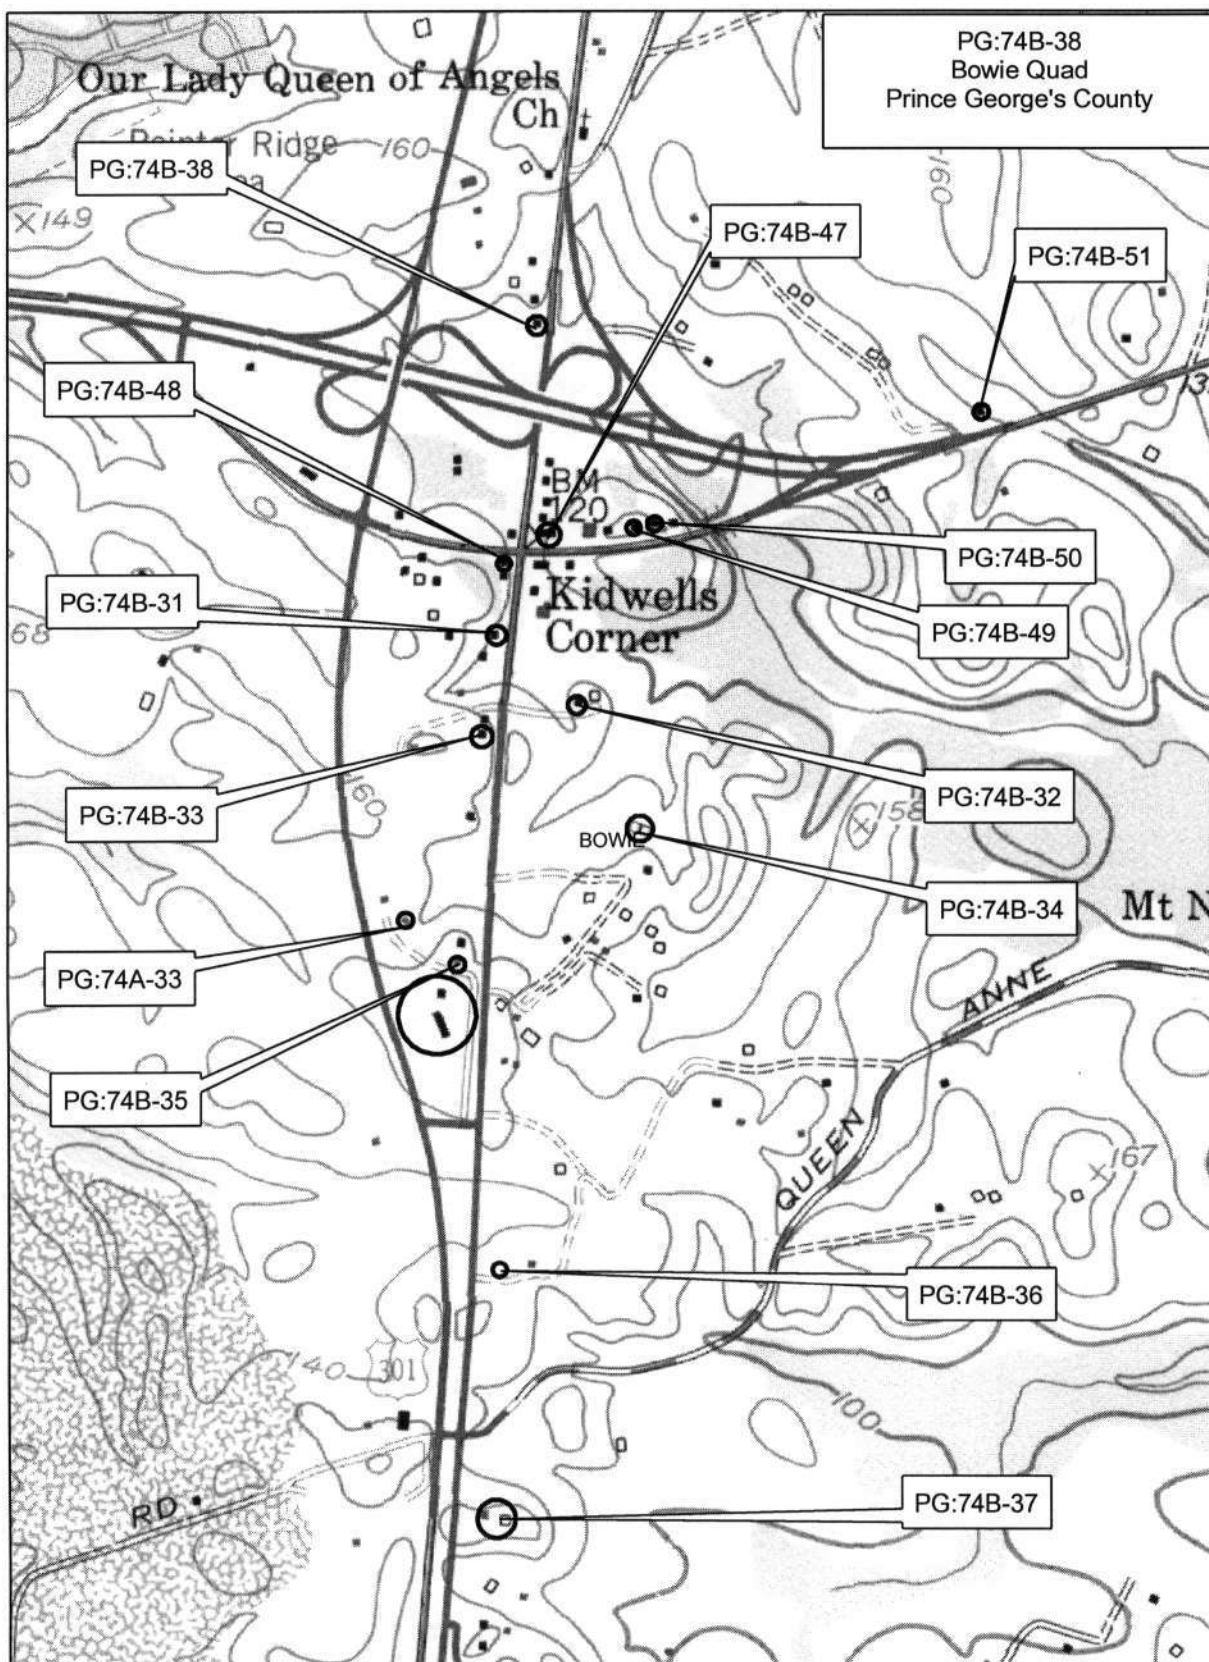 PG:74B-38
Bowie Quad
Prince George's County
Our Lady Queen of Angels
Ch
Pointer Ridge
160
160
PG:74B-38
149
PG:74B-47
PG:74B-51
PG:74B-48
BM
120
PG:74B-50
PG:74B-31
Kidwells
Corner
PG:74B-49
68
160
PG:74B-33
PG:74B-32
158
BOWIE
PG:74B-34
Mt N
PG:74A-33
ANNE
PG:74B-35
QUEEN
167
PG:74B-36
140
301
100
PG:74B-37
RD